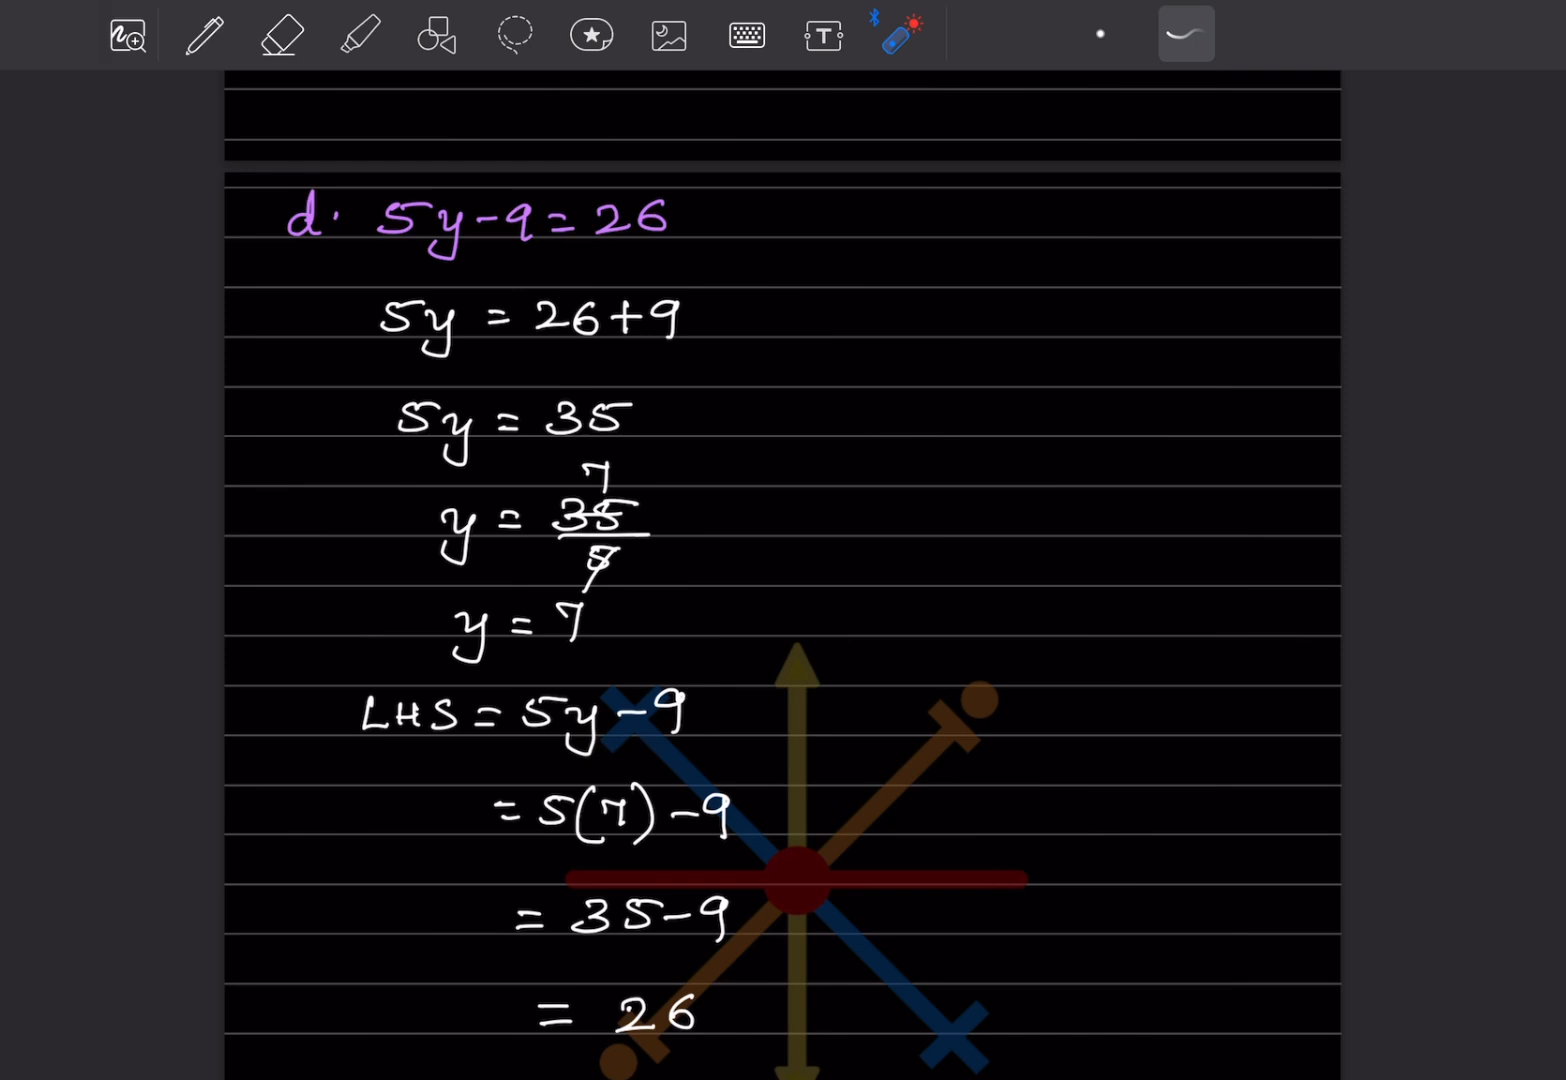 d. 5y-9=26
5y = 26+9
5y = 35
7
y = 35/5
y = 7
LHS = 5y-9
= 5(7)-9
= 35-9
= 26